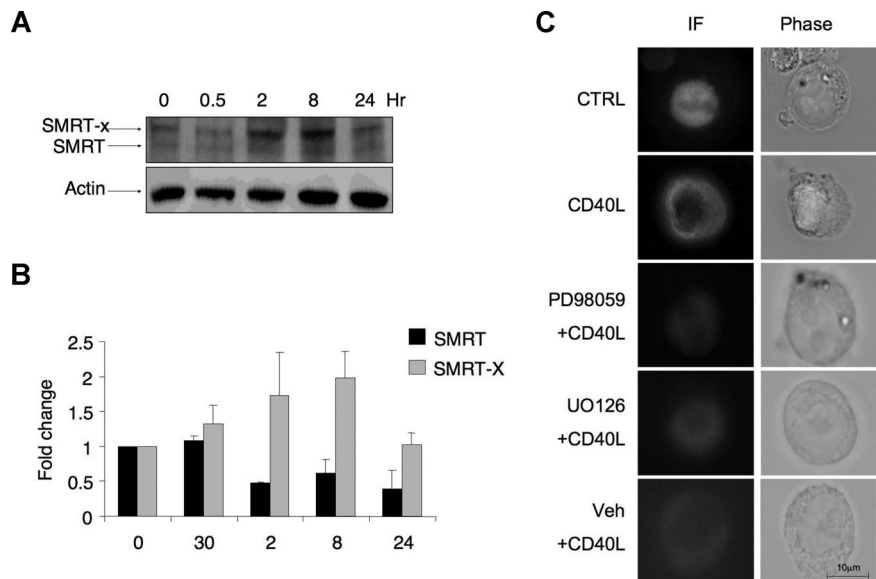 A
0 0.5 2 8 24 Hr
SMRT-x
SMRT
Actin
B
SMRT
SMRT-X
Fold change
2.5
2
1.5
1
0.5
0
0 30 2 8 24
C
IF Phase
CTRL
CD40L
PD98059
+CD40L
UO126
+CD40L
Veh
+CD40L
10μm